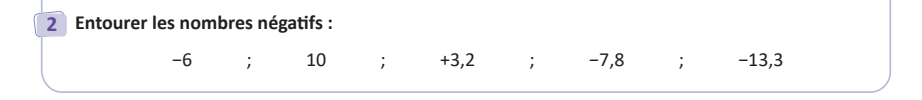 2 Entourer les nombres négatifs :
−6 ; 10 ; +3,2 ; −7,8 ; −13,3